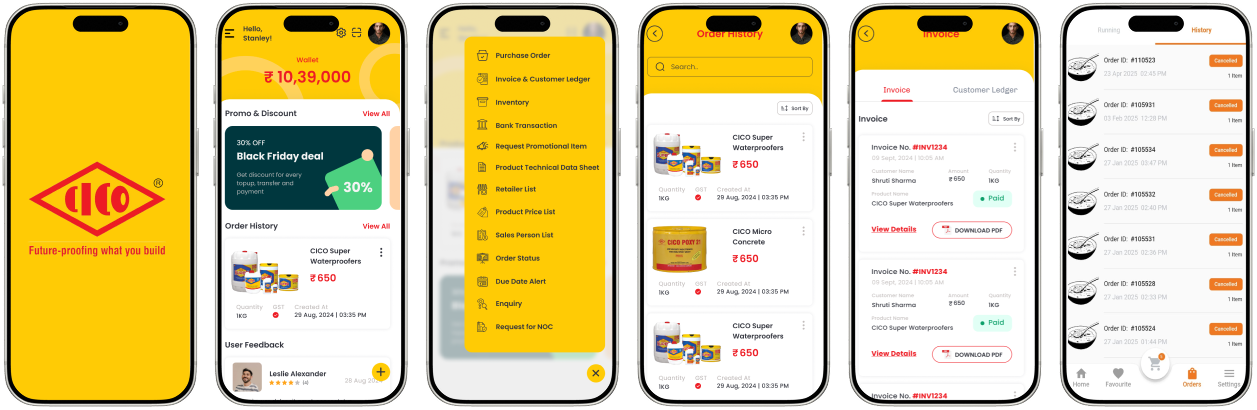 CICO
®
Future-proofing what you build
Hello,
Stanley!
Wallet
₹ 10,39,000
Promo & Discount
View All
30% OFF
Black Friday deal
Get discount for every
topup, transfer and
payment
30%
Order History
View All
CICO Super
Waterproofers
₹650
Quantity GST Created At
1KG 29 Aug, 2024 | 03:35 PM
User Feedback
Leslie Alexander
(4)
28 Aug 20
+
Purchase Order
Invoice & Customer Ledger
Inventory
Bank Transaction
Request Promotional Item
Product Technical Data Sheet
Retailer List
Product Price List
Sales Person List
Order Status
Due Date Alert
Enquiry
Request for NOC
Order History
Search..
Sort By
CICO Super
Waterproofers
₹650
Quantity GST Created At
1KG 29 Aug, 2024 | 03:35 PM
CICO POXY 21
CICO Micro
Concrete
₹650
Quantity GST Created At
1KG 29 Aug, 2024 | 03:35 PM
CICO Super
Waterproofers
₹650
Quantity GST Created At
1KG 29 Aug, 2024 | 03:35 PM
Invoice
Invoice Customer Ledger
Invoice
Sort By
Invoice No. #INV1234
09 Sept, 2024 | 10:05 AM
Customer Name Amount Quantity
Shruti Sharma ₹650 1KG
Product Name
CICO Super Waterproofers
Paid
View Details
DOWNLOAD PDF
Invoice No. #INV1234
09 Sept, 2024 | 10:05 AM
Customer Name Amount Quantity
Shruti Sharma ₹650 1KG
Product Name
CICO Super Waterproofers
Paid
View Details
DOWNLOAD PDF
Invoice No. #INV1234
Running History
Order ID: #110523 Cancelled
23 Apr 2025 02:45 PM 1 Item
Order ID: #105931 Cancelled
03 Feb 2025 12:29 PM 1 Item
Order ID: #105534 Cancelled
27 Jan 2025 03:47 PM 1 Item
Order ID: #105532 Cancelled
27 Jan 2025 02:40 PM 1 Item
Order ID: #105531 Cancelled
27 Jan 2025 02:36 PM 1 Item
Order ID: #105528 Cancelled
27 Jan 2025 02:33 PM 1 Item
Order ID: #105524 Cancelled
27 Jan 2025 01:44 PM 1 Item
Home Favourite Orders Settings